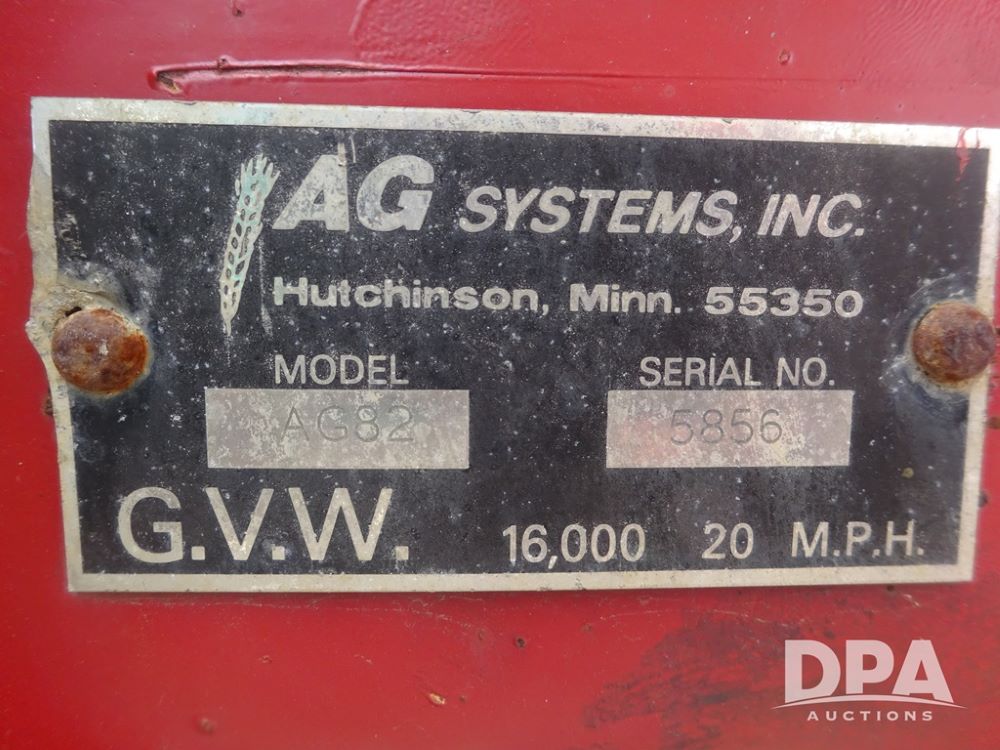 AG SYSTEMS, INC.
Hutchinson, Minn. 55350
MODEL SERIAL NO.
AG82 5856
G.V.W. 16,000 20 M.P.H.
DPA
AUCTIONS